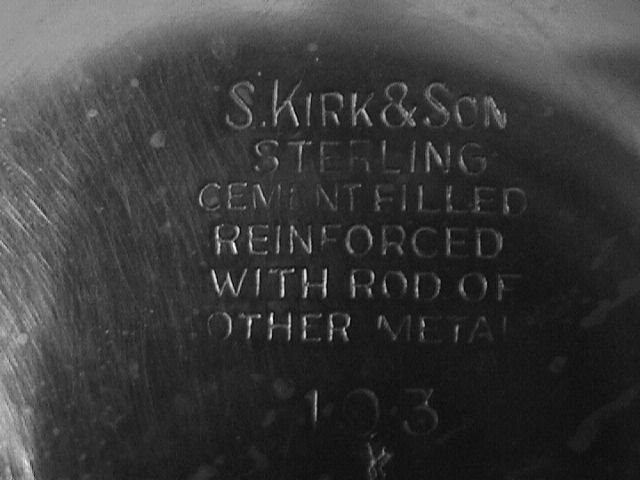 S. KIRK & SON
STERLING
CEMENT FILLED
REINFORCED
WITH ROD OF
OTHER METAL
103
K